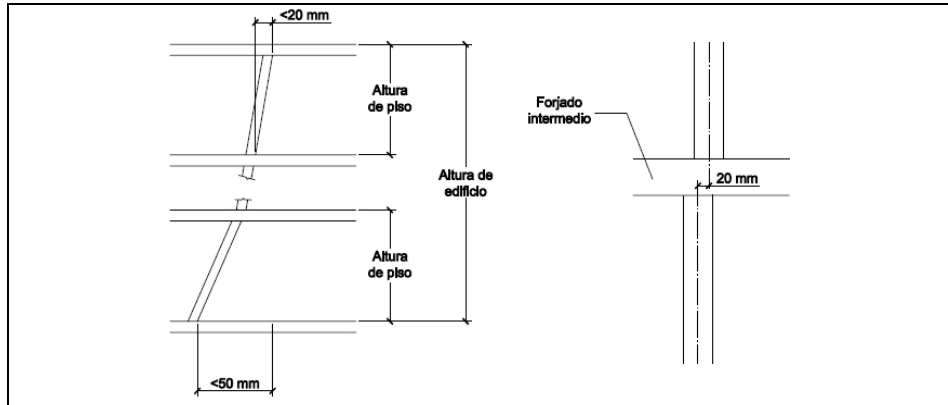 <20 mm
Altura
de piso
Altura de
edificio
Altura
de piso
<50 mm
Forjado
intermedio
20 mm